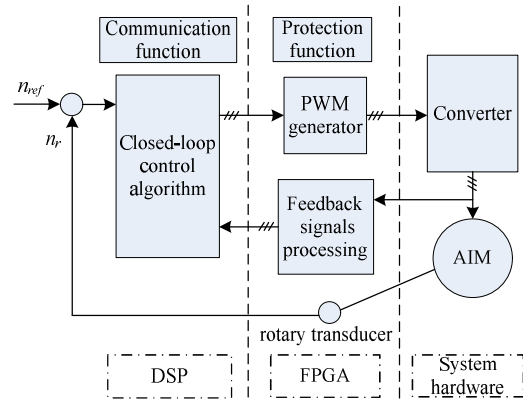 Communication
function
Protection
function
n_ref
n_r
Closed-loop
control
algorithm
PWM
generator
Converter
Feedback
signals
processing
AIM
rotary transducer
DSP
FPGA
System
hardware